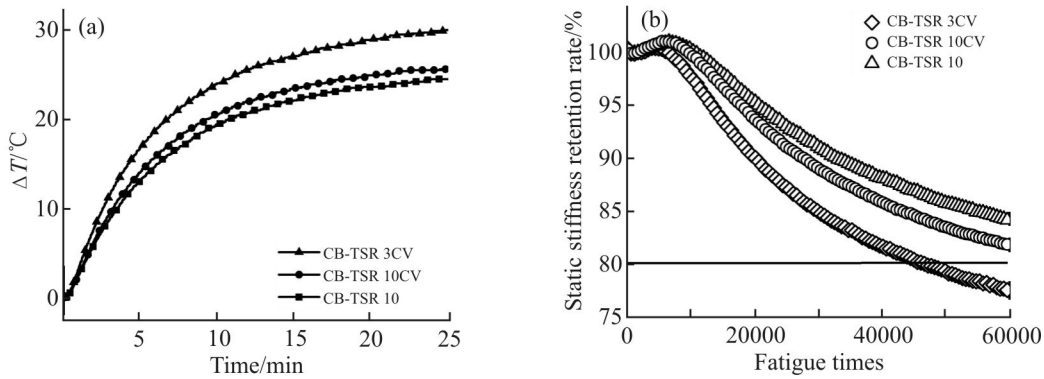 (a)
30
20
10
0
ΔT/℃
5
10
15
20
25
Time/min
CB-TSR 3CV
CB-TSR 10CV
CB-TSR 10
(b)
100
95
90
85
80
75
Static stiffness retention rate/%
0
20000
40000
60000
Fatigue times
CB-TSR 3CV
CB-TSR 10CV
CB-TSR 10